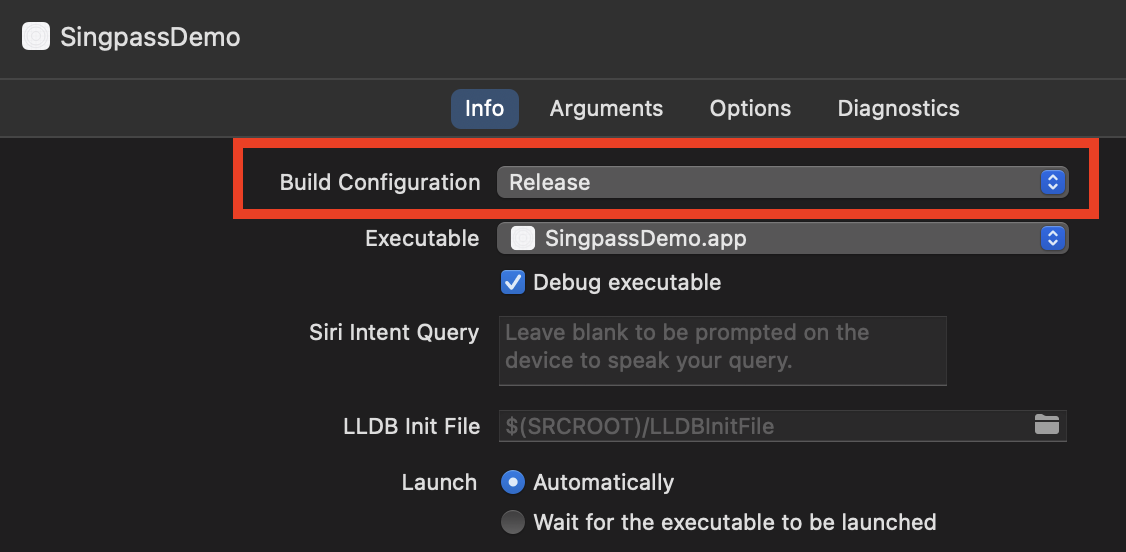 SingpassDemo
Info Arguments Options Diagnostics
Build Configuration Release
Executable SingpassDemo.app
Debug executable
Siri Intent Query Leave blank to be prompted on the
device to speak your query.
LLDB Init File $(SRCROOT)/LLDBInitFile
Launch Automatically
Wait for the executable to be launched